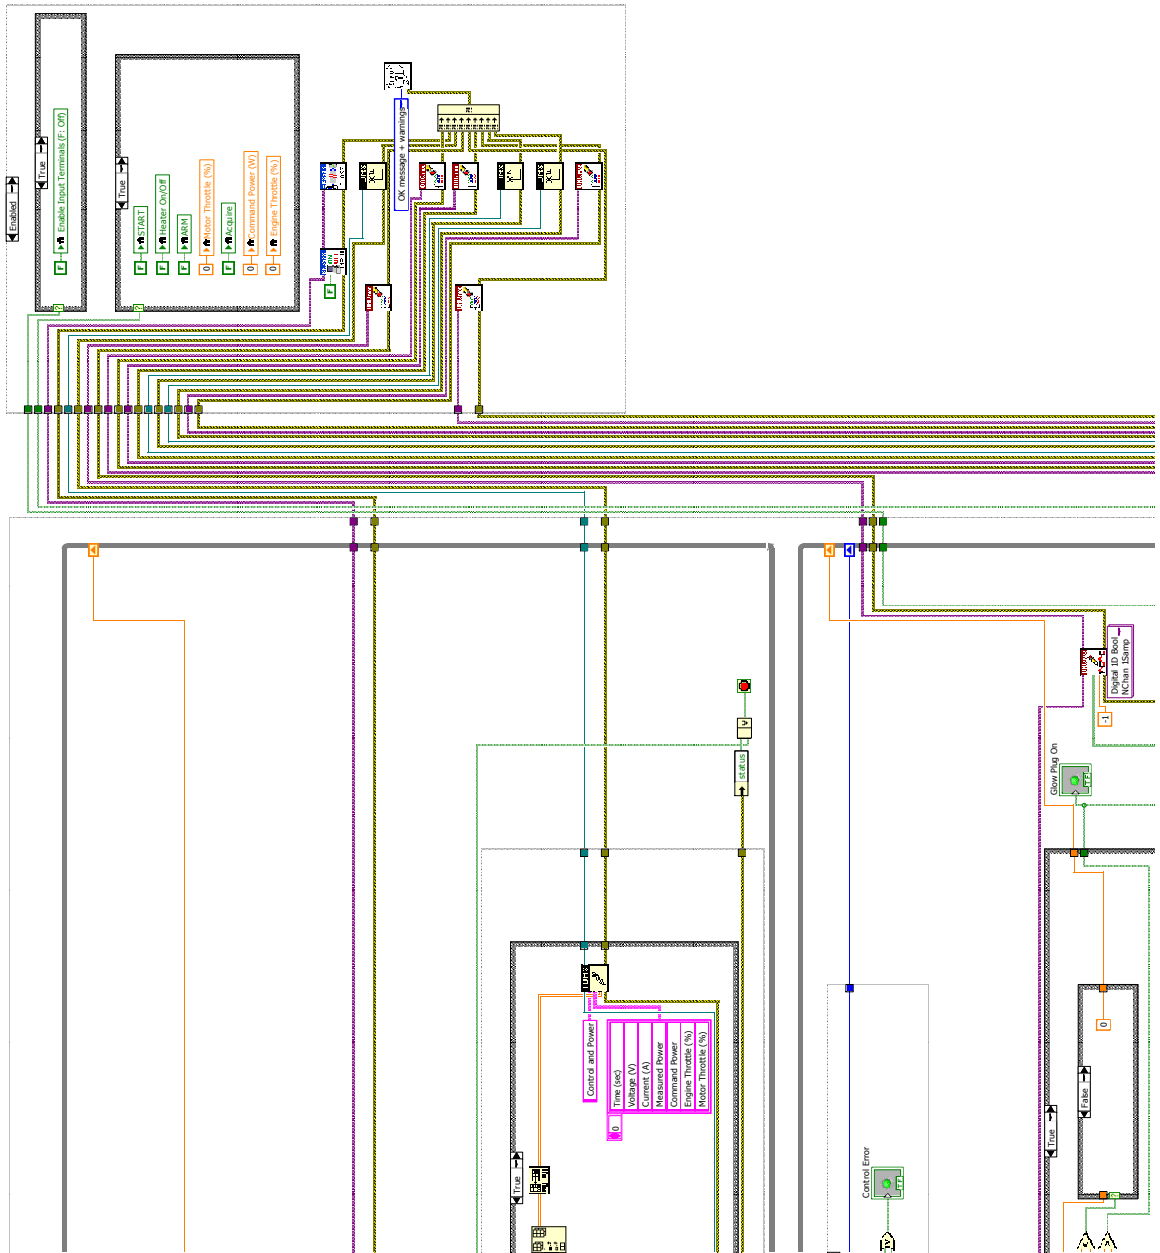 Enabled
True
Enable Input Terminals (F: Off)
F
True
START
Heater On/Off
ARM
Motor Throttle (%)
Acquire
Command Power (W)
Engine Throttle (%)
F
F
F
0
F
0
0
F
OK message + warnings
status
Control and Power
Time (sec)
Voltage (V)
Current (A)
Measured Power
Command Power
Engine Throttle (%)
Motor Throttle (%)
0
True
Digital 1D Bool
NChan 1Samp
-1
Glow Plug On
TF
0
False
True
Control Error
TF